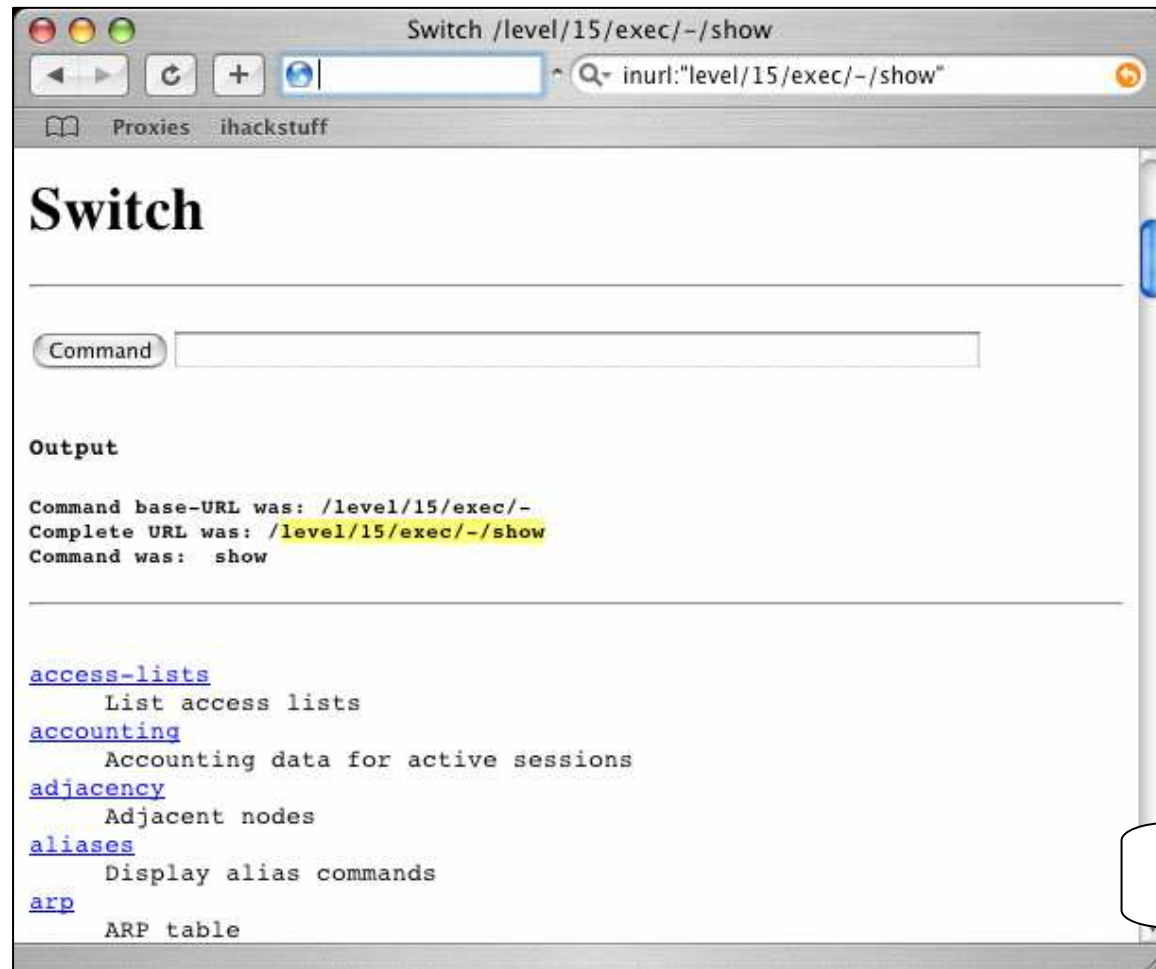 Switch /level/15/exec/-/show
inurl:"level/15/exec/-/show"
Proxies ihackstuff
Switch
Command
Output
Command base-URL was: /level/15/exec/-
Complete URL was: /level/15/exec/-/show
Command was: show
access-lists
List access lists
accounting
Accounting data for active sessions
adjacency
Adjacent nodes
aliases
Display alias commands
arp
ARP table